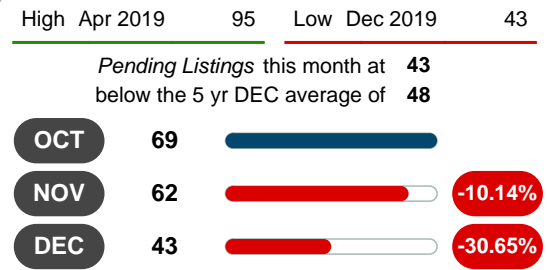 High Apr 2019 95 Low Dec 2019 43
Pending Listings this month at 43
below the 5 yr DEC average of 48
OCT 69
NOV 62 -10.14%
DEC 43 -30.65%